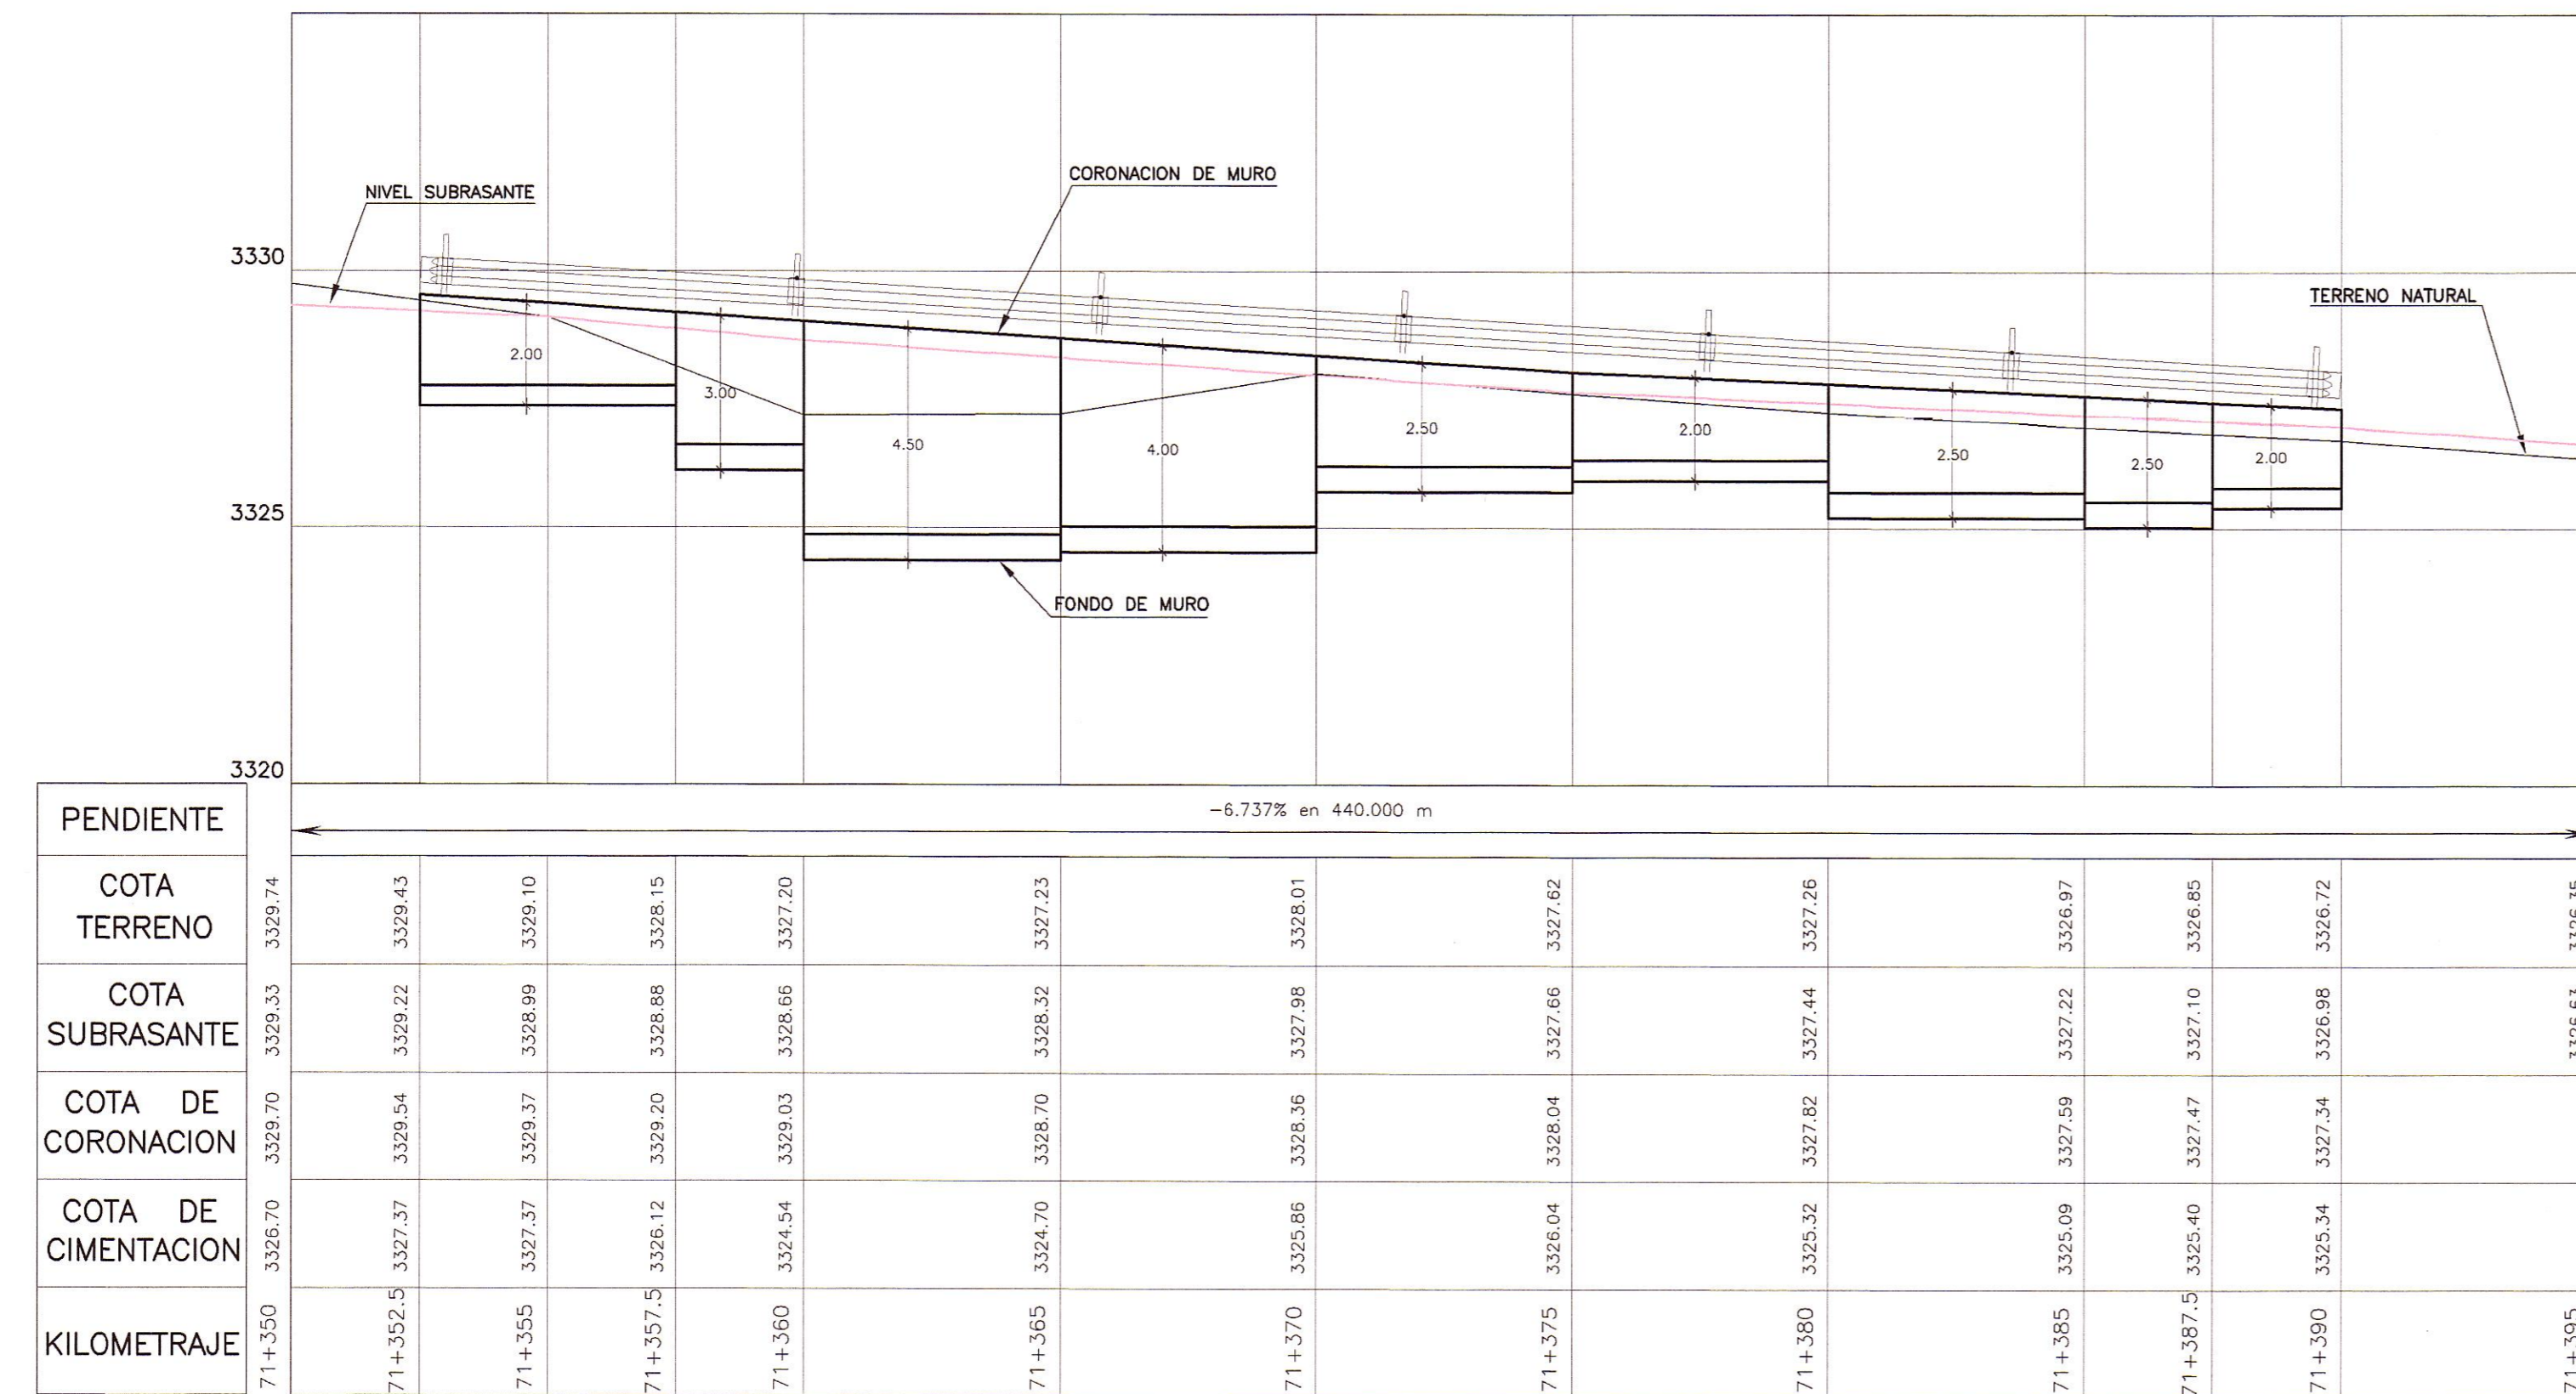 CORONACION DE MURO
NIVEL SUBRASANTE
3330
TERRENO NATURAL
2.00
3.00
4.50
4.00
2.50
2.00
2.50
2.50
2.00
3325
FONDO DE MURO
3320
PENDIENTE
-6.737% en 440.000 m
COTA TERRENO
3329.74 3329.43 3329.10 3328.15 3327.20 3327.23 3328.01 3327.62 3327.26 3326.97 3326.85 3326.72 3326.35
COTA SUBRASANTE
3329.33 3329.22 3328.99 3328.88 3328.66 3328.32 3327.98 3327.66 3327.44 3327.22 3327.10 3326.98 3326.63
COTA DE CORONACION
3329.70 3329.54 3329.37 3329.20 3329.03 3328.70 3328.36 3328.04 3327.82 3327.59 3327.47 3327.34
COTA DE CIMENTACION
3326.70 3327.37 3327.37 3326.12 3324.54 3324.70 3325.86 3326.04 3325.32 3325.09 3325.40 3325.34
KILOMETRAJE
71+350 71+352.5 71+355 71+357.5 71+360 71+365 71+370 71+375 71+380 71+385 71+387.5 71+390 71+395